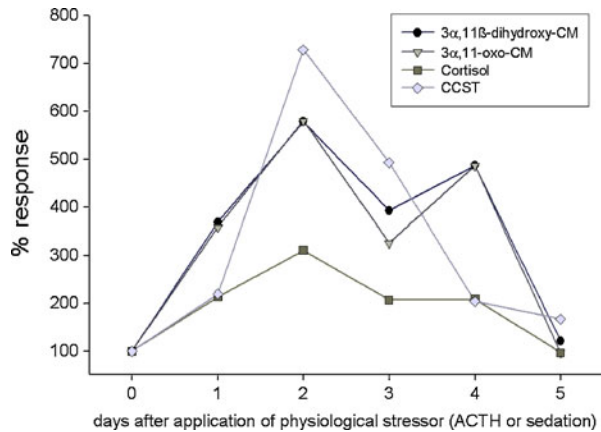 800
700
600
500
400
300
200
100
% response
3α,11ß-dihydroxy-CM
3α,11-oxo-CM
Cortisol
CCST
0 1 2 3 4 5
days after application of physiological stressor (ACTH or sedation)